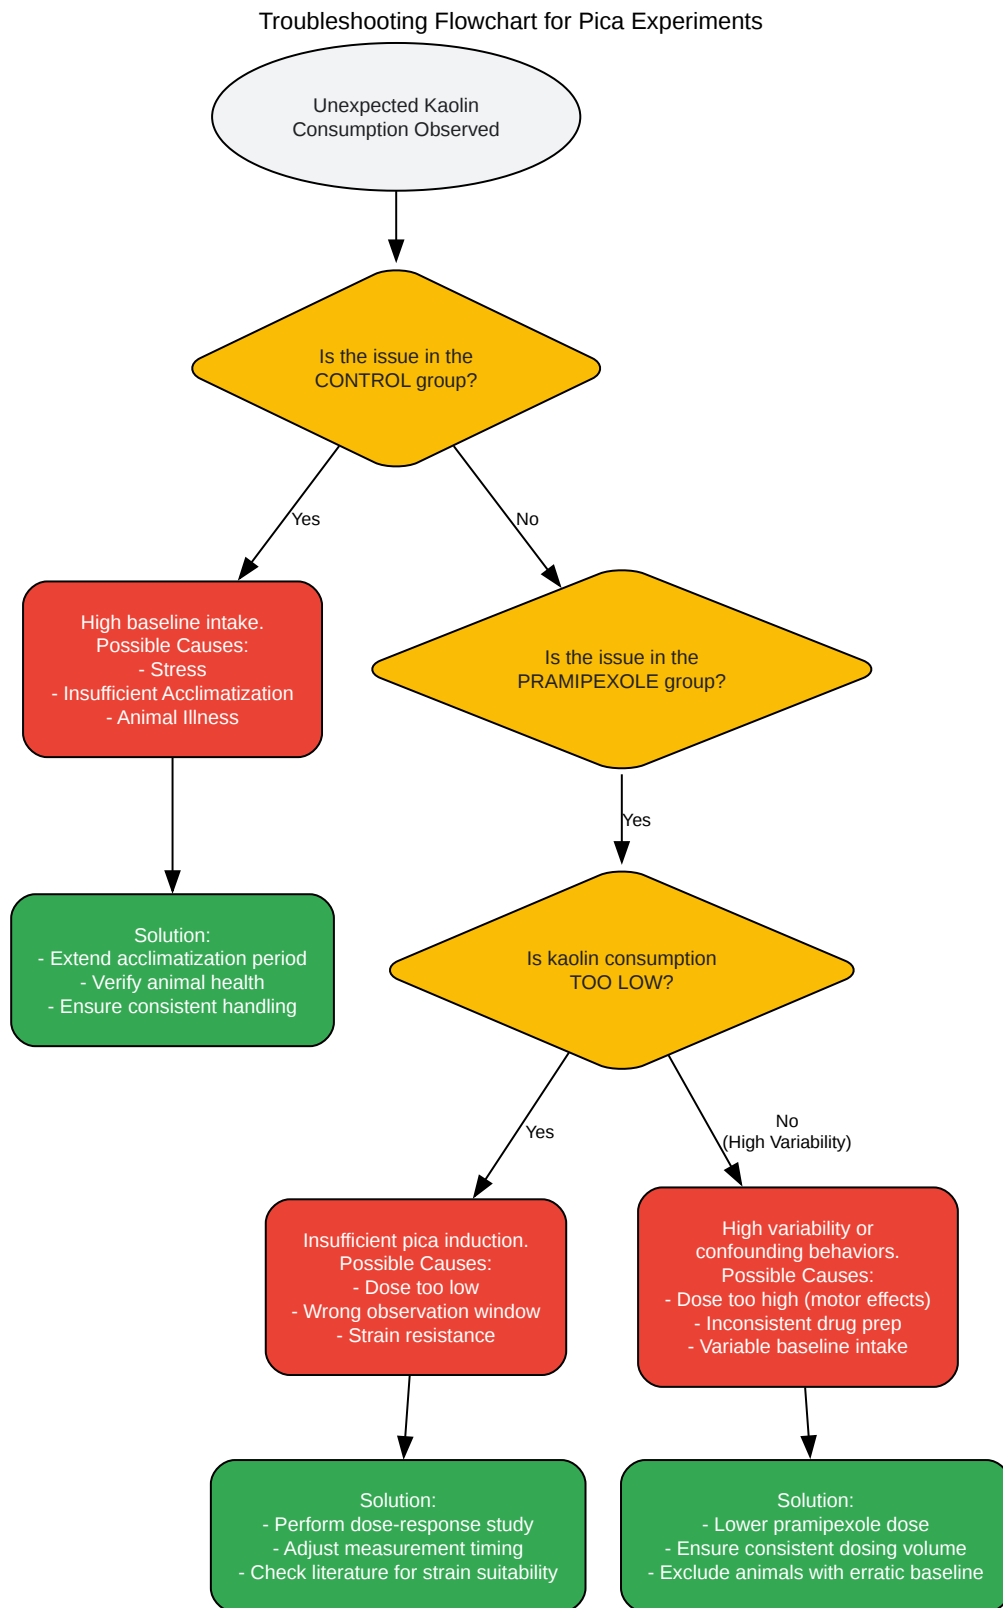 Troubleshooting Flowchart for Pica Experiments
Unexpected Kaolin
Consumption Observed
Is the issue in the
CONTROL group?
Yes
No
High baseline intake.
Possible Causes:
- Stress
- Insufficient Acclimatization
- Animal Illness
Is the issue in the
PRAMIPEXOLE group?
Yes
Solution:
- Extend acclimatization period
- Verify animal health
- Ensure consistent handling
Is kaolin consumption
TOO LOW?
Yes
No
(High Variability)
Insufficient pica induction.
Possible Causes:
- Dose too low
- Wrong observation window
- Strain resistance
High variability or
confounding behaviors.
Possible Causes:
- Dose too high (motor effects)
- Inconsistent drug prep
- Variable baseline intake
Solution:
- Perform dose-response study
- Adjust measurement timing
- Check literature for strain suitability
Solution:
- Lower pramipexole dose
- Ensure consistent dosing volume
- Exclude animals with erratic baseline